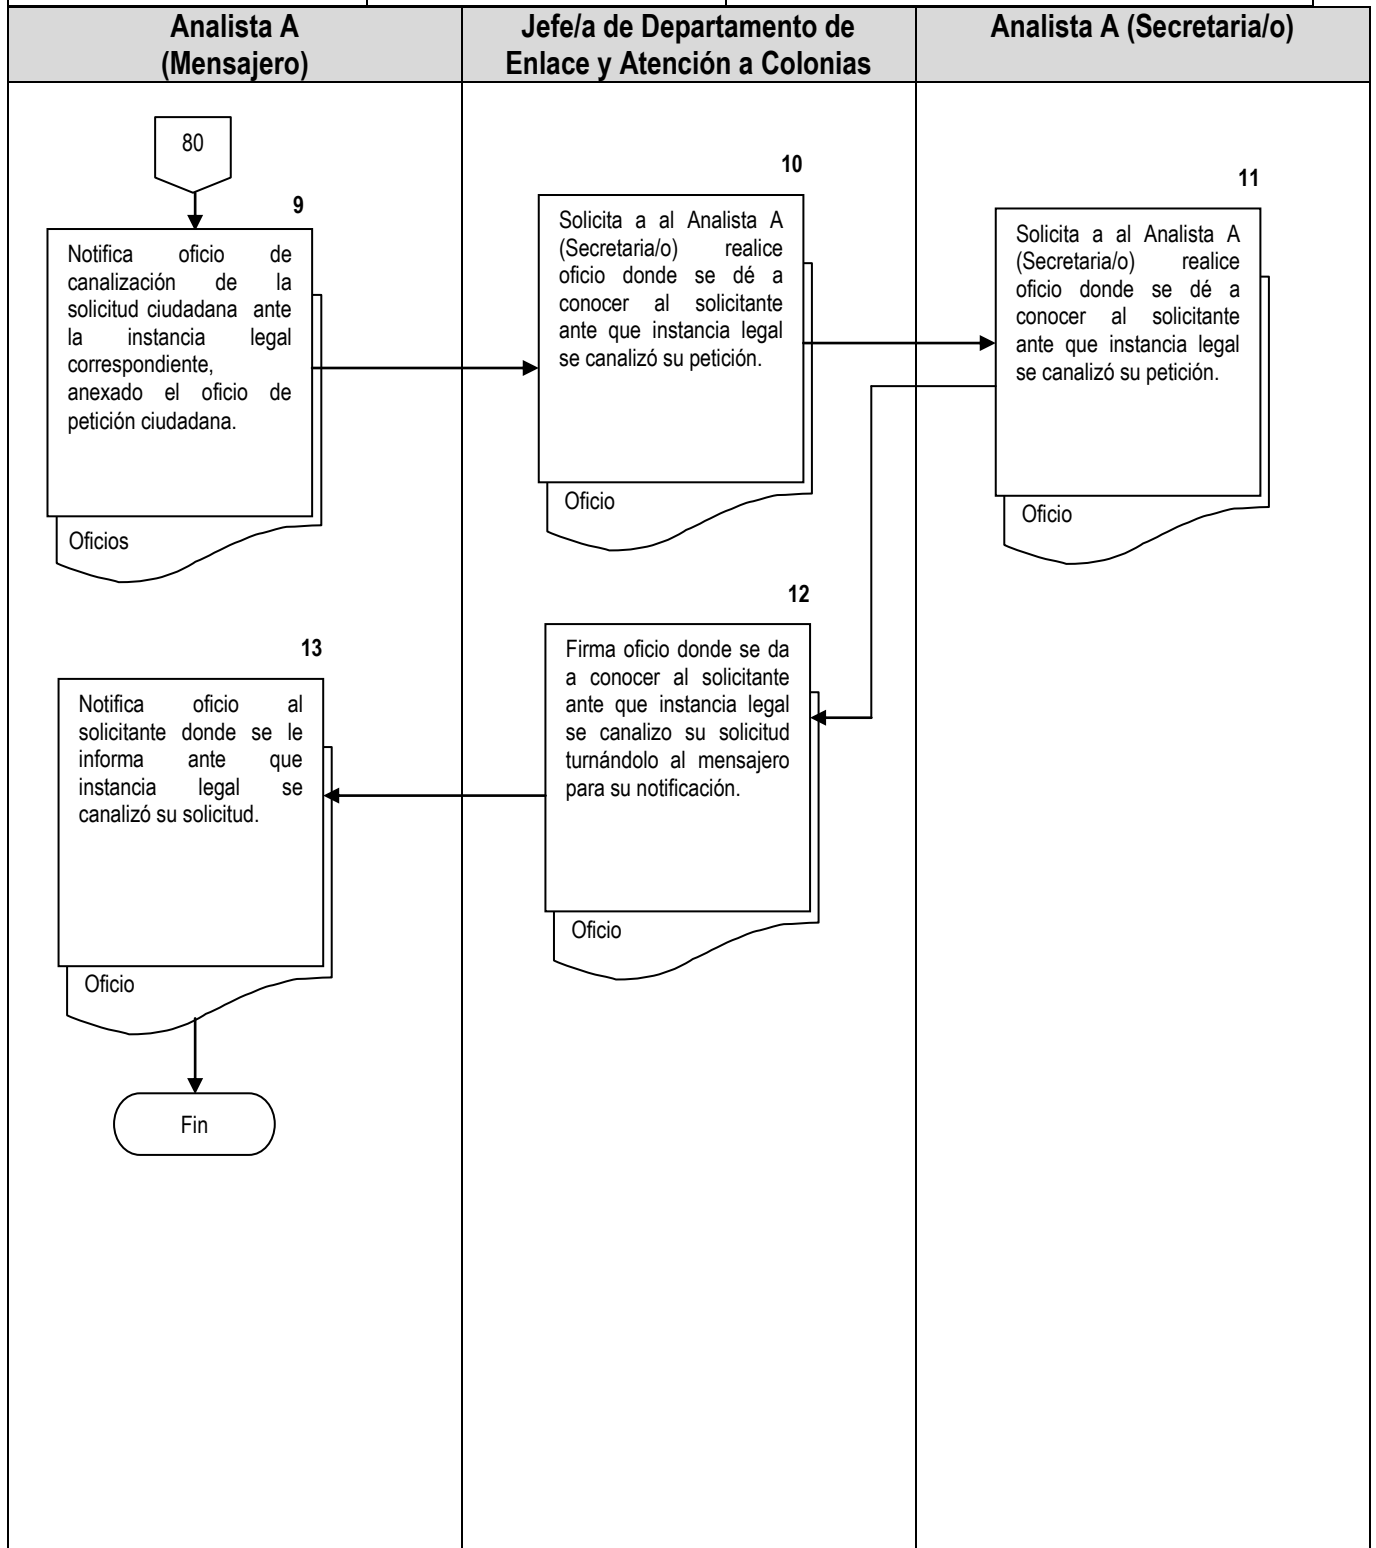 Analista A
(Mensajero)
Jefe/a de Departamento de
Enlace y Atención a Colonias
Analista A (Secretaria/o)
80
9
Notifica oficio de
canalización de la
solicitud ciudadana ante
la instancia legal
correspondiente,
anexado el oficio de
petición ciudadana.
Oficios
10
Solicita a al Analista A
(Secretaria/o) realice
oficio donde se dé a
conocer al solicitante
ante que instancia legal
se canalizó su petición.
Oficio
11
Solicita a al Analista A
(Secretaria/o) realice
oficio donde se dé a
conocer al solicitante
ante que instancia legal
se canalizó su petición.
Oficio
12
Firma oficio donde se da
a conocer al solicitante
ante que instancia legal
se canalizo su solicitud
turnándolo al mensajero
para su notificación.
Oficio
13
Notifica oficio al
solicitante donde se le
informa ante que
instancia legal se
canalizó su solicitud.
Oficio
Fin